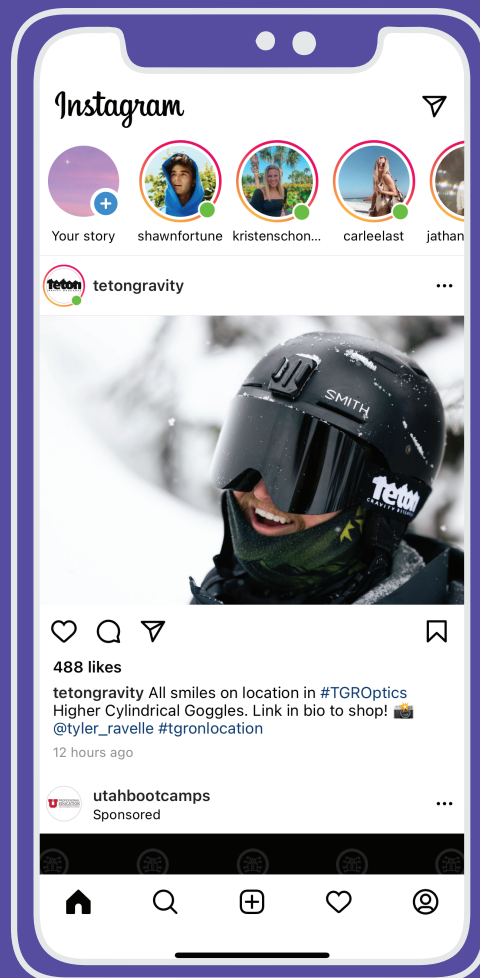 Instagram
Your story
shawnfortune
kristenschon...
carleelast
jathan
teton
tetongravity
SMITH
teton
GRAVITY RESEARCH
488 likes
tetongravity All smiles on location in #TGROptics
Higher Cylindrical Goggles. Link in bio to shop! 📸
@tyler_ravelle #tgronlocation
12 hours ago
utahbootcamps
Sponsored